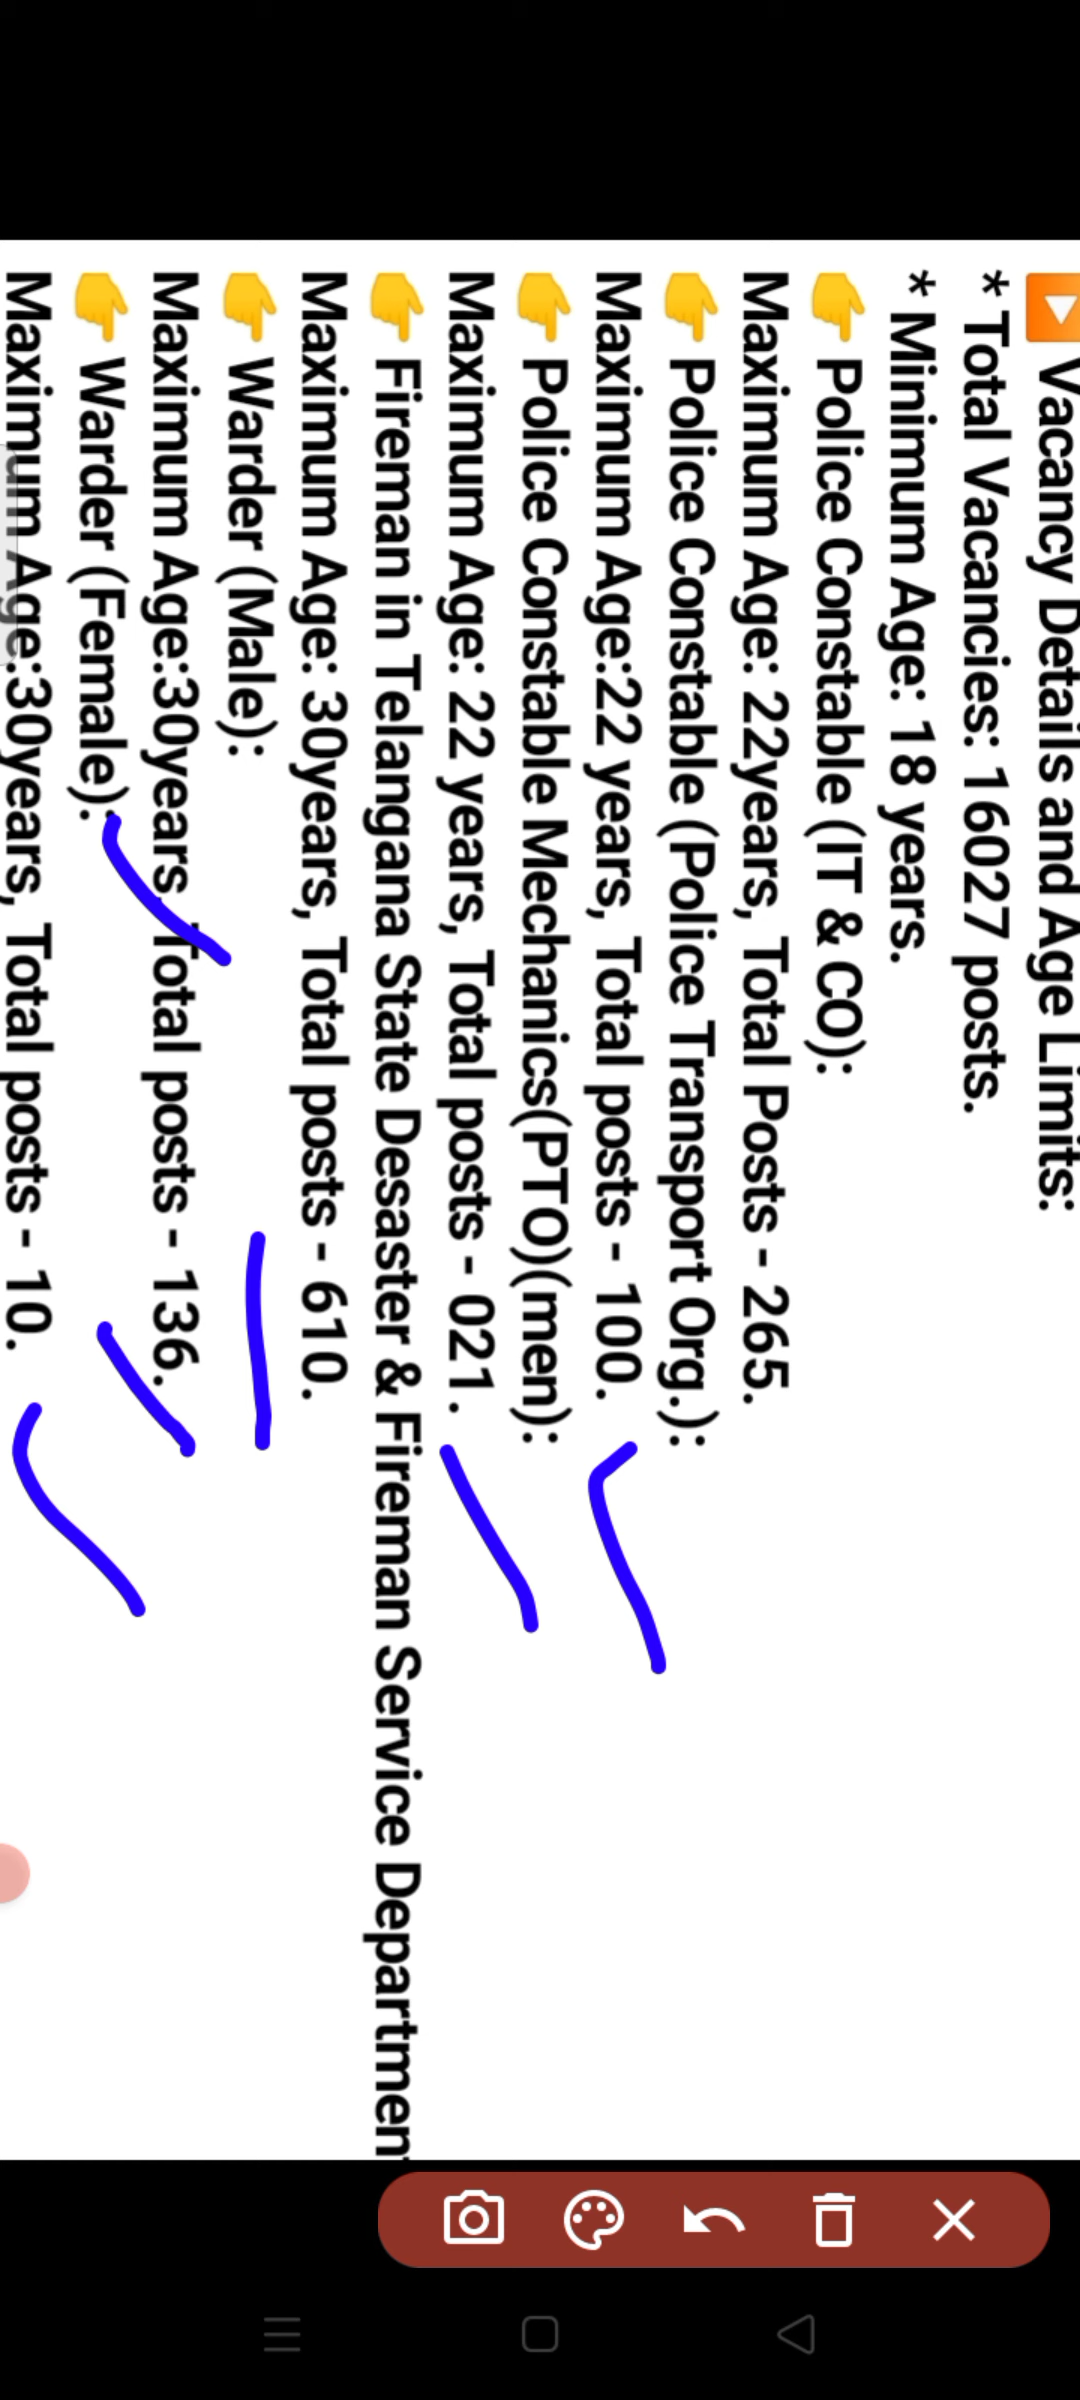 Vacancy Details and Age Limits:
* Total Vacancies: 16027 posts.
* Minimum Age: 18 years.
👉 Police Constable (IT & CO):
Maximum Age: 22years, Total Posts - 265.
👉 Police Constable (Police Transport Org.):
Maximum Age:22 years, Total posts - 100.
👉 Police Constable Mechanics(PTO)(men):
Maximum Age: 22 years, Total posts - 021.
👉 Fireman in Telangana State Desaster & Fireman Service Department
Maximum Age: 30years, Total posts - 610.
👉 Warder (Male):
Maximum Age:30years, Total posts - 136.
👉 Warder (Female):
Maximum Age:30years, Total posts - 10.